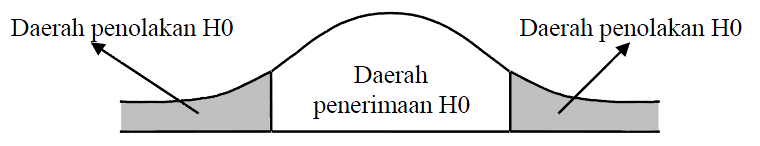 Daerah penolakan H0
Daerah penolakan H0
Daerah
penerimaan H0